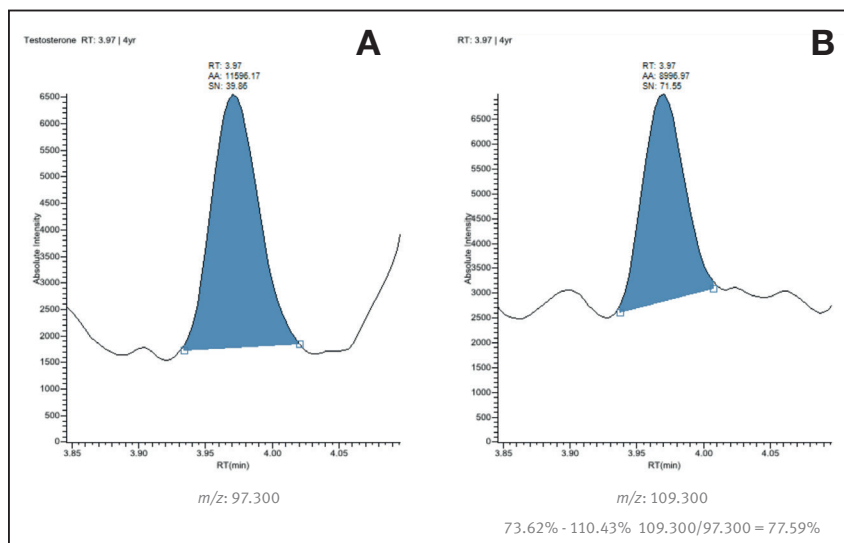 A
Testosterone RT: 3.97 | 4yr
RT: 3.97
AA: 11596.17
SN: 39.86
6500
6000
5500
5000
4500
4000
3500
3000
2500
2000
1500
1000
500
0
Absolute Intensity
3.85 3.90 3.95 4.00 4.05
RT(min)
m/z: 97.300
B
RT: 3.97 | 4yr
RT: 3.97
AA: 8996.97
SN: 71.55
6500
6000
5500
5000
4500
4000
3500
3000
2500
2000
1500
1000
500
0
Absolute Intensity
3.85 3.90 3.95 4.00 4.05
RT(min)
m/z: 109.300
73.62% - 110.43% 109.300/97.300 = 77.59%